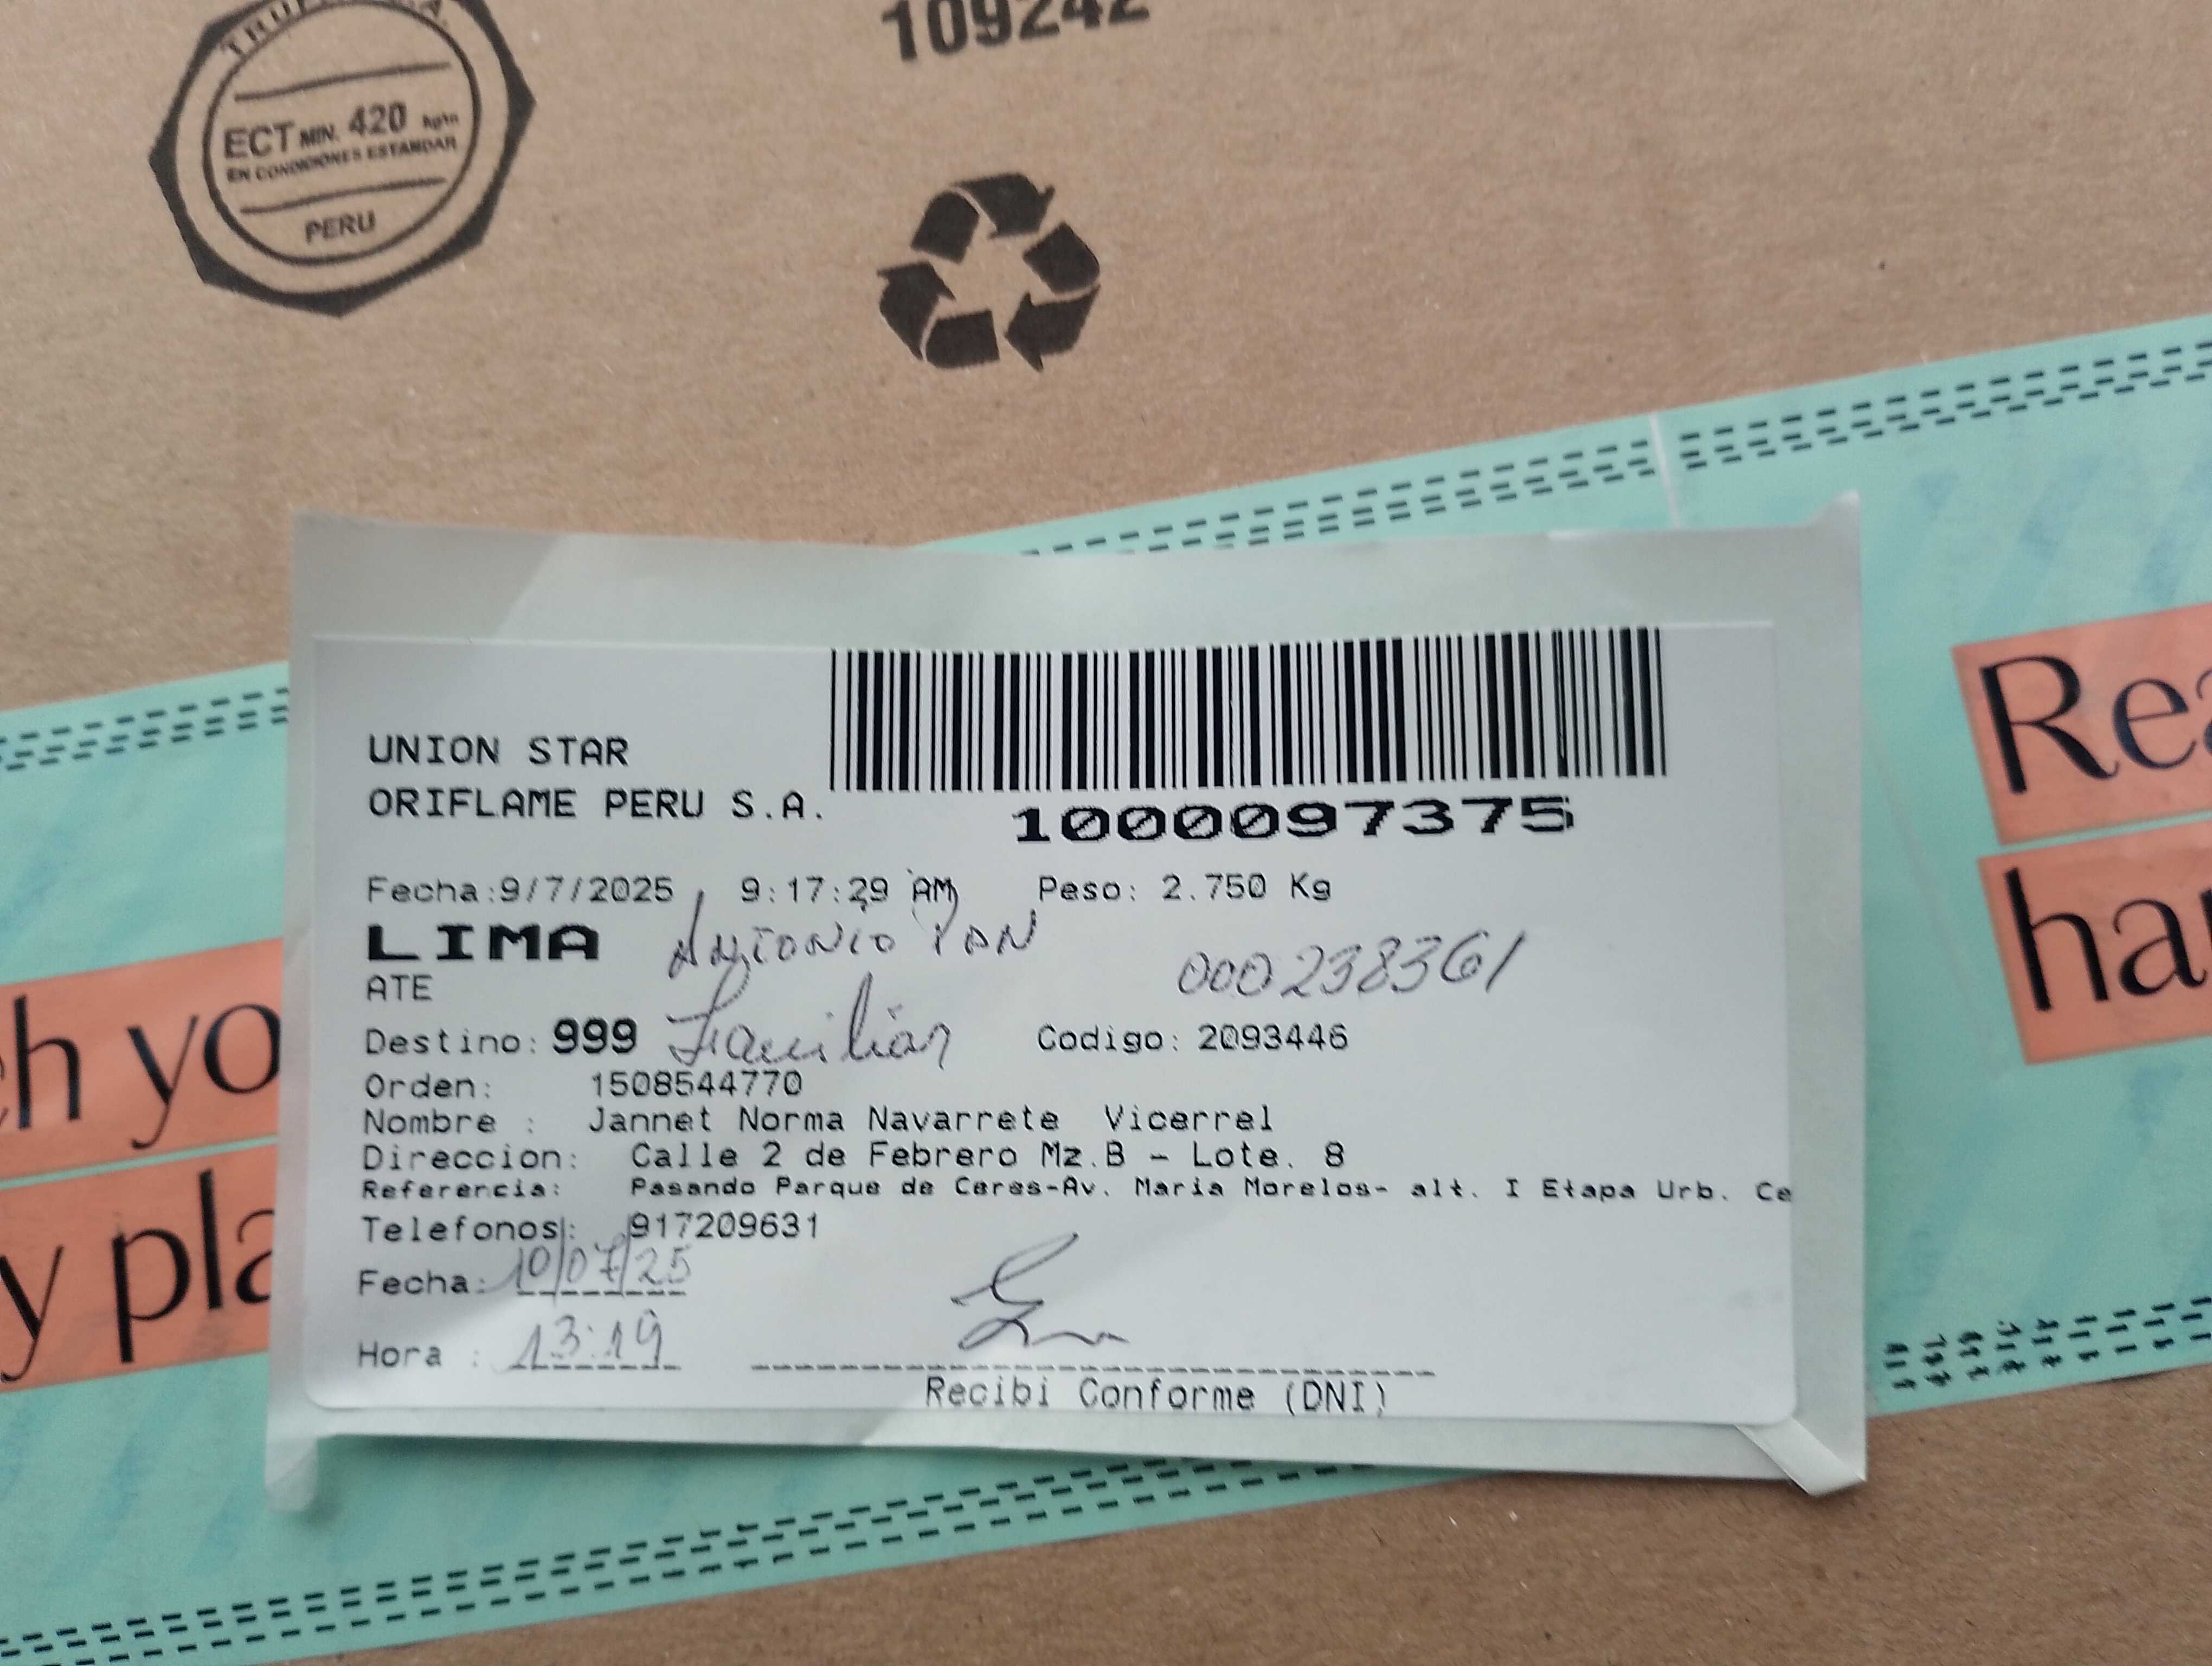 109242
ECT MIN. 420 kg/m
EN CONDICIONES ESTANDAR
PERU
UNION STAR
ORIFLAME PERU S.A.
1000097375
Fecha:9/7/2025 9:17:29 AM Peso: 2.750 Kg
LIMA ANTONIO
ATE 000238361
Destino: 999 Familiar Codigo: 2093446
Orden: 1508544770
Nombre : Jannet Norma Navarrete Vicerrel
Direccion: Calle 2 de Febrero Mz.B - Lote. 8
Referencia: Pasando Parque de Ceres-Av. Maria Morelos- alt. I Etapa Urb. Ce
Telefonos: 917209631
Fecha: 10/07/25
Hora : 13:19
Recibi Conforme (DNI)
Rea
ha
h yo
y pla